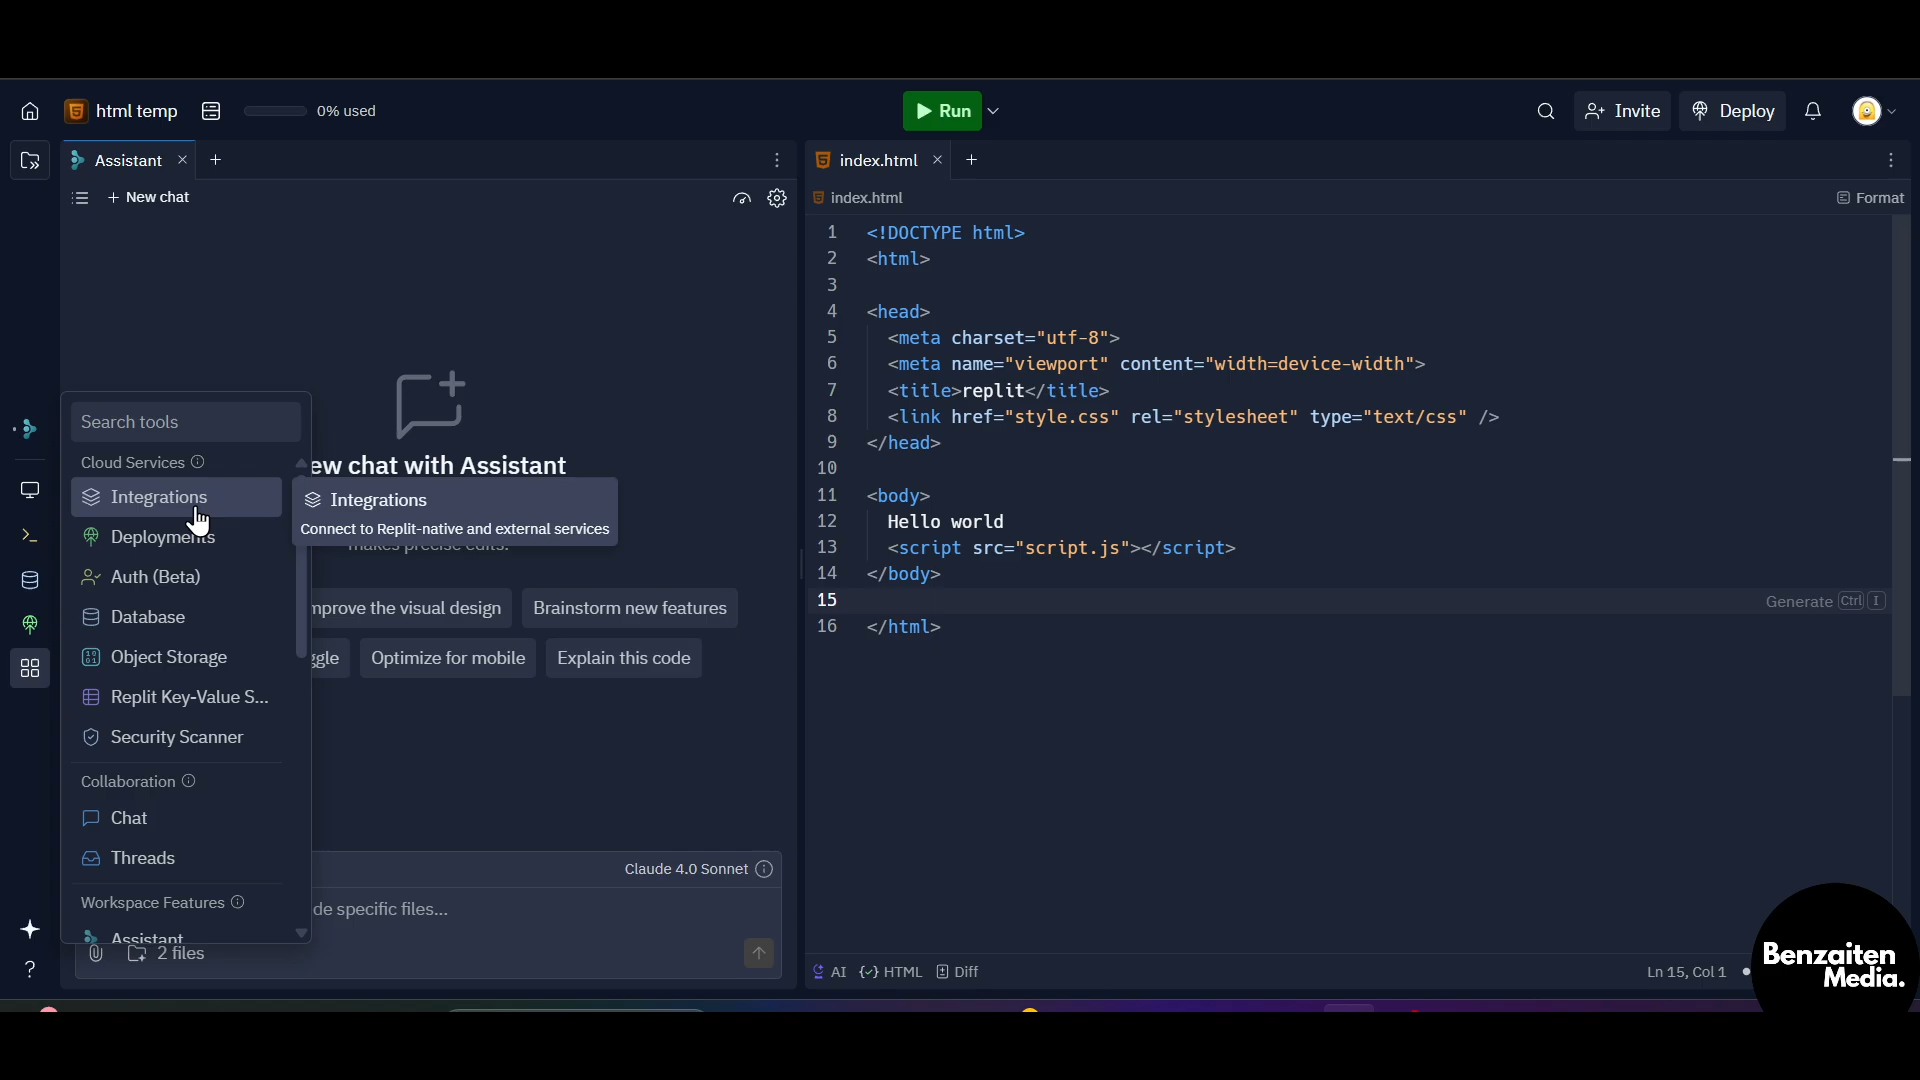 html temp
0% used
Run
Invite
Deploy
Assistant
+ New chat
Search tools
Cloud Services
Integrations
Deployments
Auth (Beta)
Database
Object Storage
Replit Key-Value S...
Security Scanner
Collaboration
Chat
Threads
Workspace Features
Assistant
ew chat with Assistant
Integrations
Connect to Replit-native and external services
makes precise edits.
mprove the visual design
Brainstorm new features
ggle
Optimize for mobile
Explain this code
Claude 4.0 Sonnet
de specific files...
2 files
index.html
index.html
Format
1 <!DOCTYPE html>
2 <html>
3
4 <head>
5 <meta charset="utf-8">
6 <meta name="viewport" content="width=device-width">
7 <title>replit</title>
8 <link href="style.css" rel="stylesheet" type="text/css" />
9 </head>
10
11 <body>
12 Hello world
13 <script src="script.js"></script>
14 </body>
15 Generate Ctrl I
16 </html>
AI {✓} HTML Diff
Ln 15, Col 1
Benzaiten
Media.